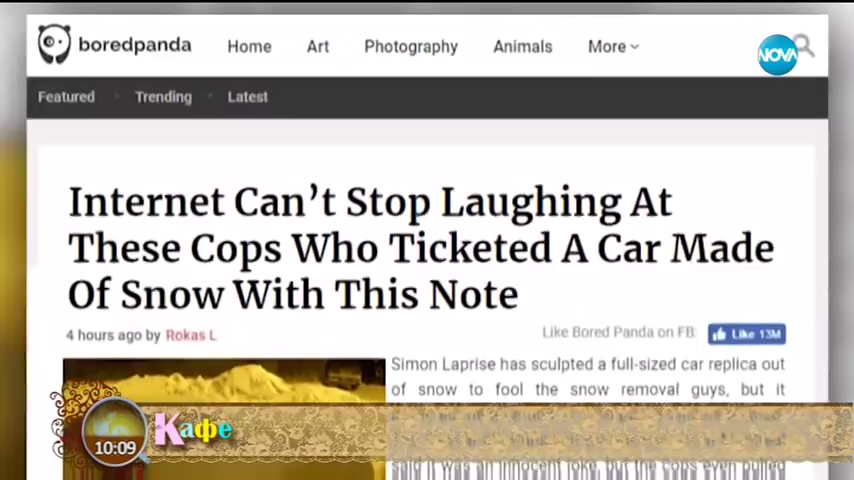 boredpanda Home Art Photography Animals More
NOVA
Featured Trending Latest
Internet Can't Stop Laughing At
These Cops Who Ticketed A Car Made
Of Snow With This Note
4 hours ago by Rokas L
Like Bored Panda on FB: Like 13M
Simon Laprise has sculpted a full-sized car replica out
of snow to fool the snow removal guys, but it
said it was an innocent joke, but the cops even pulled
10:09
Кафе